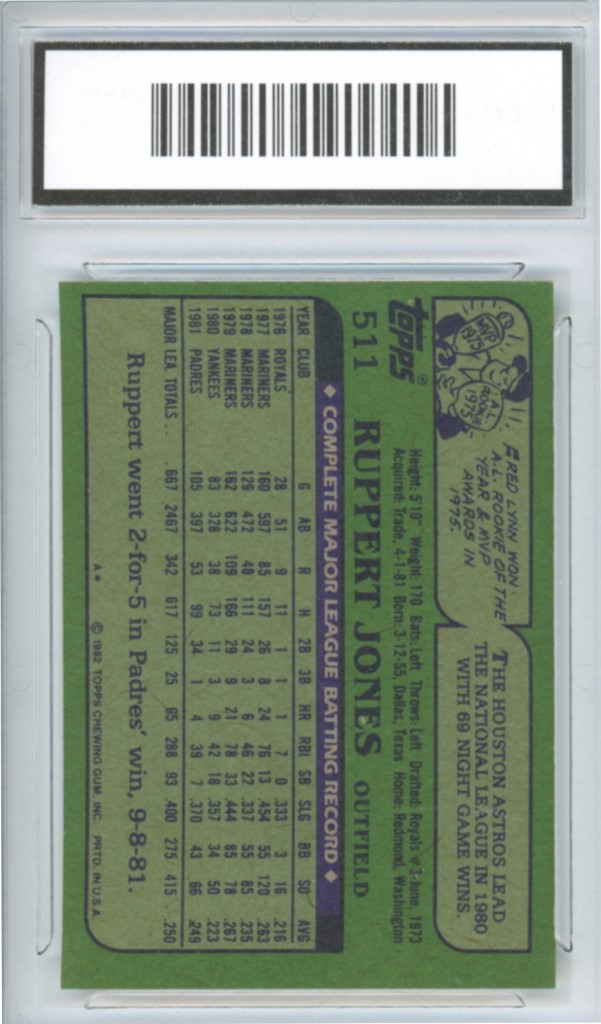 MVP 1975
A.L. ROOKIE 1975
FRED LYNN WON
A.L. ROOKIE OF THE
YEAR & MVP
AWARDS IN
1975.
THE HOUSTON ASTROS LEAD
THE NATIONAL LEAGUE IN 1980
WITH 69 NIGHT GAME WINS.
topps®
Height: 5'10" Weight: 170 Bats: Left Throws: Left Drafted: Royals #3-June, 1973
Acquired: Trade, 4-1-81 Born: 3-12-55, Dallas, Texas Home: Redmond, Washington
511 RUPPERT JONES OUTFIELD
◆ COMPLETE MAJOR LEAGUE BATTING RECORD ◆
YEAR CLUB G AB R H 2B 3B HR RBI SB SLG BB SO AVG
1976 ROYALS 28 51 9 11 1 1 1 7 0 .333 3 16 .216
1977 MARINERS 160 597 85 157 26 8 24 76 13 .454 55 120 .263
1978 MARINERS 129 472 48 111 24 3 6 46 22 .337 55 85 .235
1979 MARINERS 162 622 109 166 29 9 21 78 33 .444 85 78 .267
1980 YANKEES 83 328 38 73 11 3 9 42 18 .357 34 50 .223
1981 PADRES 105 397 53 99 34 1 4 39 7 .370 43 66 .249
MAJOR LEA. TOTALS . . 667 2467 342 617 125 25 65 288 93 .400 275 415 .250
Ruppert went 2-for-5 in Padres' win, 9-8-81.
A* © 1982 TOPPS CHEWING GUM, INC. PRTD. IN U.S.A.